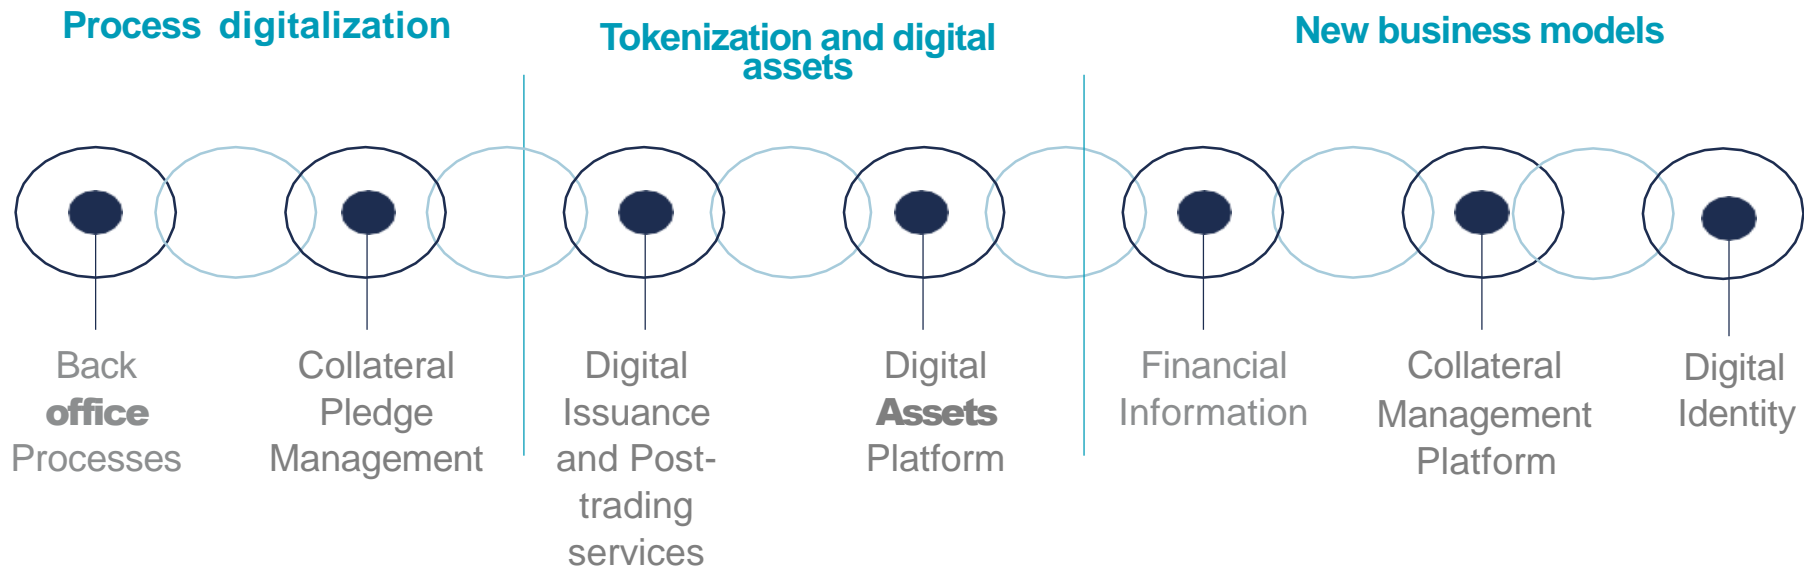 Process digitalization
Tokenization and digital
assets
New business models
Back
office
Processes
Collateral
Pledge
Management
Digital
Issuance
and Post-
trading
services
Digital
Assets
Platform
Financial
Information
Collateral
Management
Platform
Digital
Identity